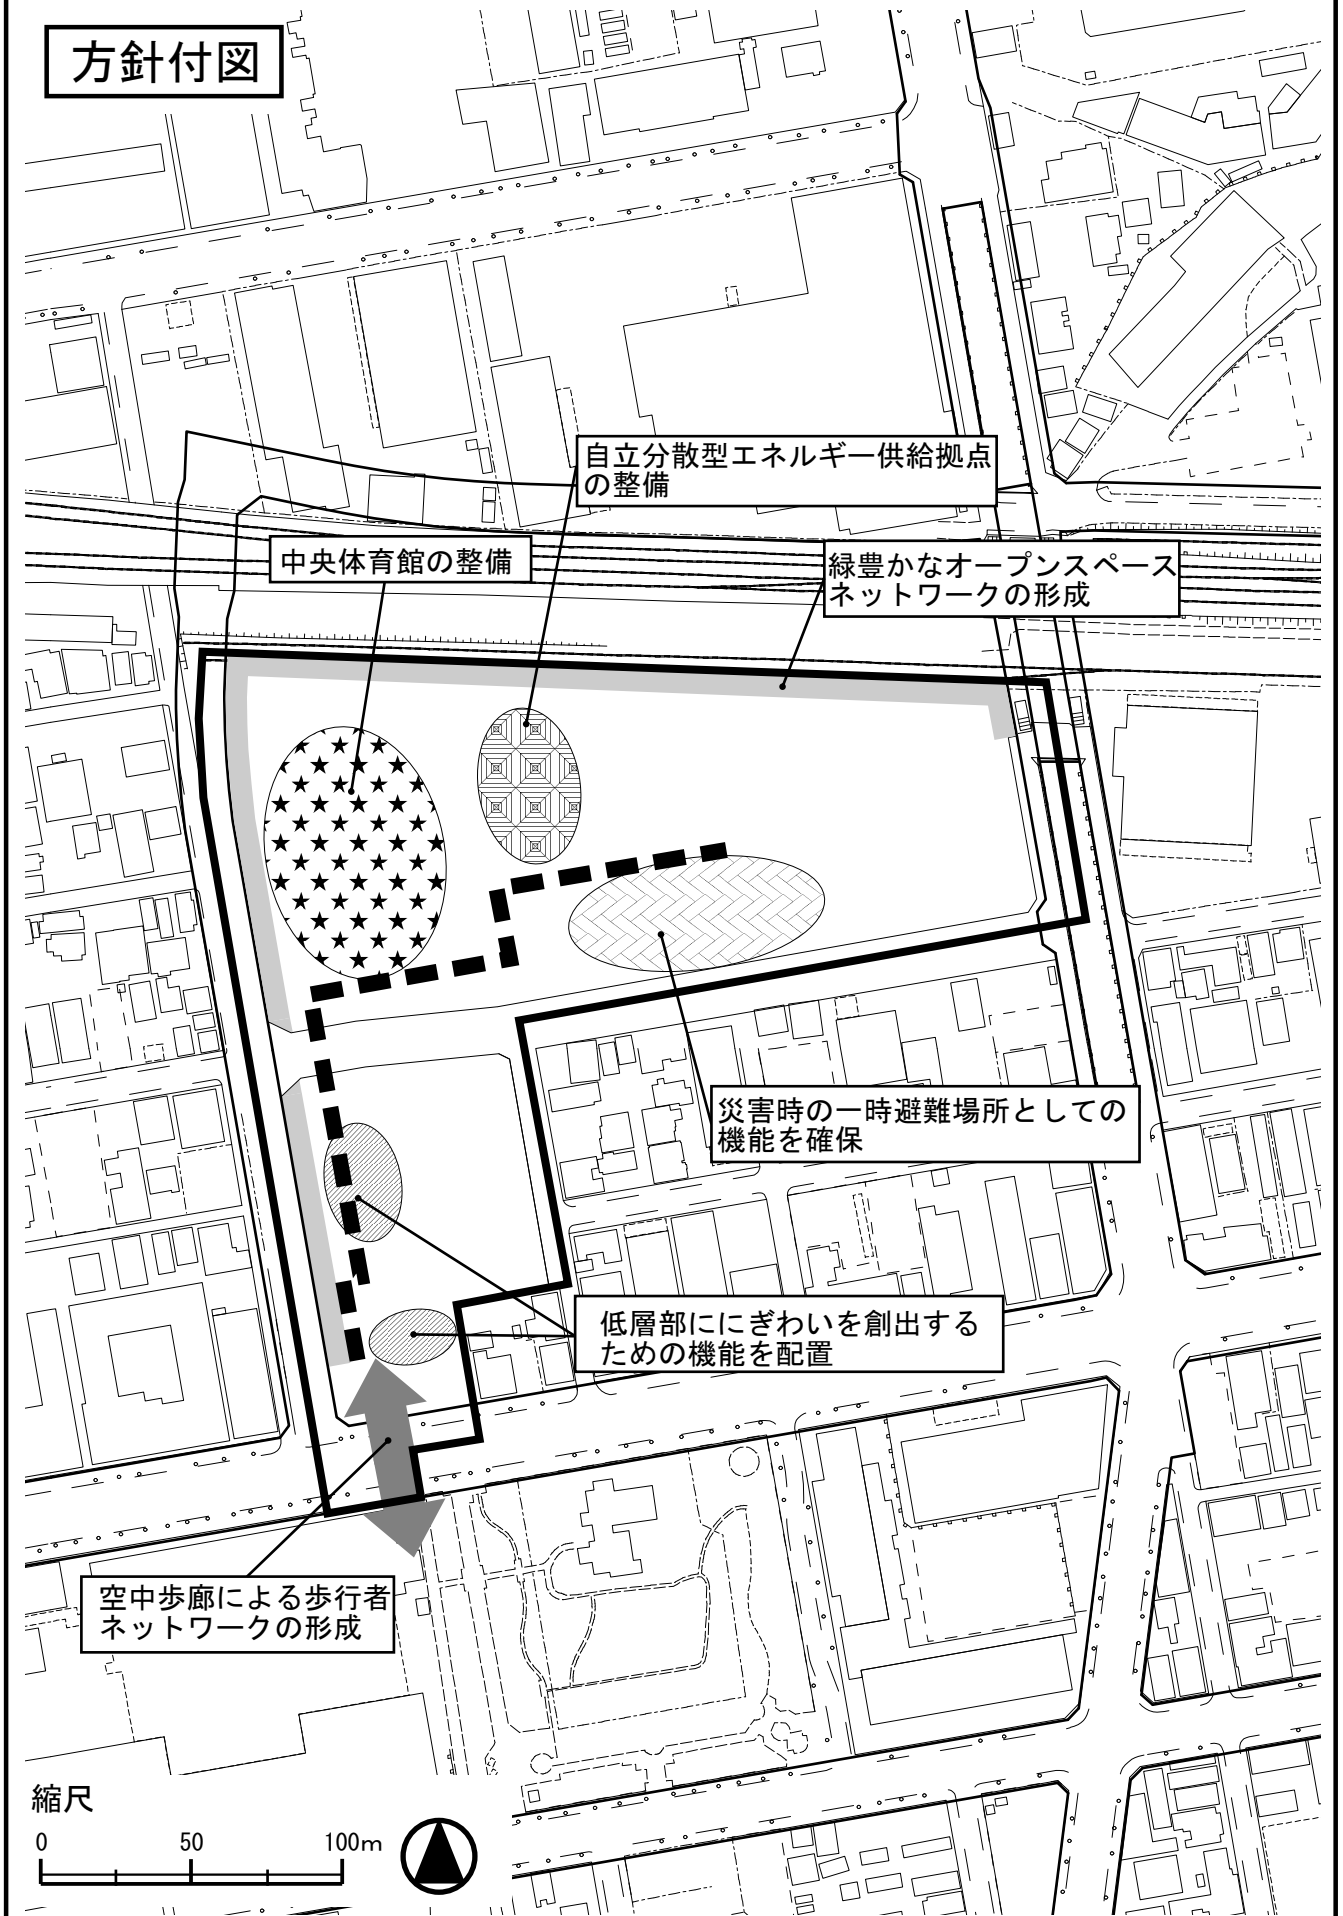 方針付図
自立分散型エネルギー供給拠点
の整備
中央体育館の整備
緑豊かなオープンスペース
ネットワークの形成
災害時の一時避難場所としての
機能を確保
低層部ににぎわいを創出する
ための機能を配置
空中歩廊による歩行者
ネットワークの形成
縮尺
0 50 100m